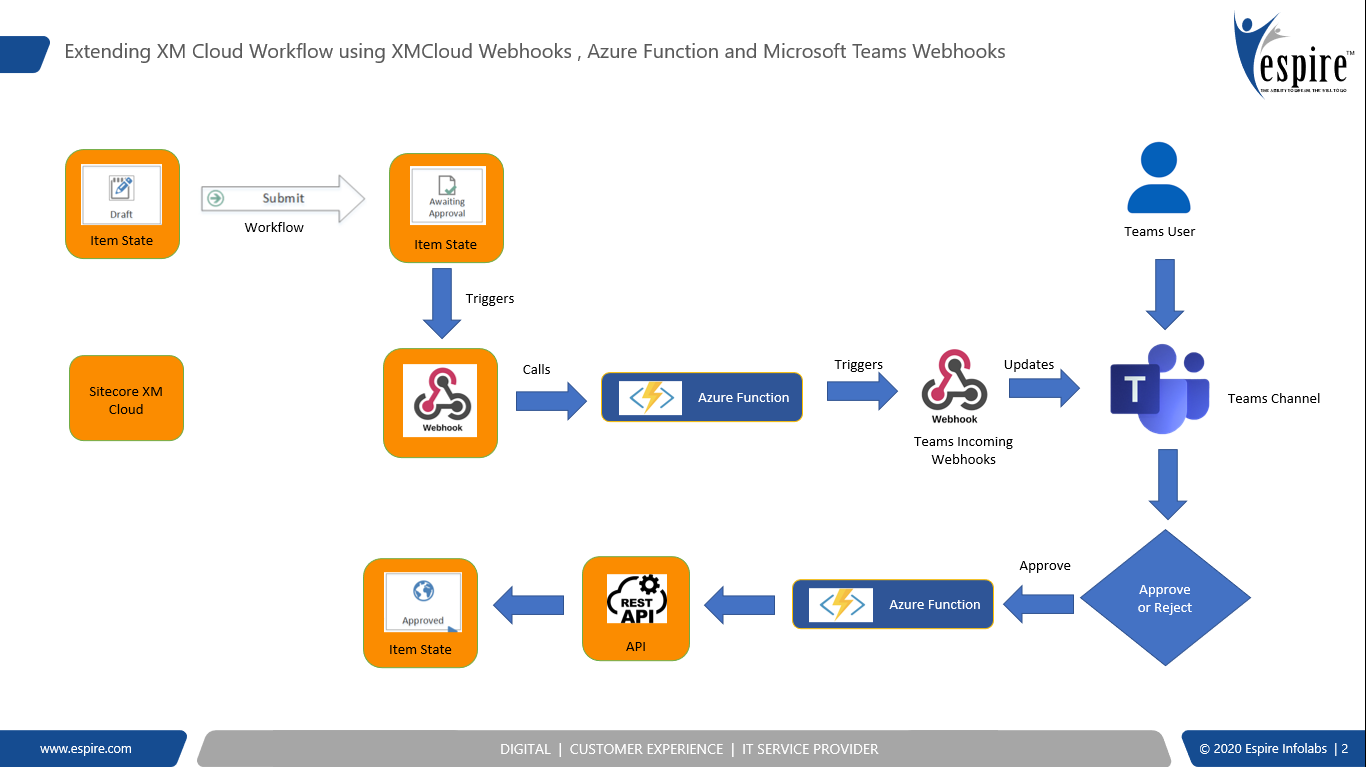 Extending XM Cloud Workflow using XMCloud Webhooks , Azure Function and Microsoft Teams Webhooks
espire™
THE ABILITY TO DREAM, THE WILL TO DO
Draft
Item State
Submit
Workflow
Awaiting
Approval
Item State
Teams User
Triggers
Sitecore XM
Cloud
Webhook
Calls
Azure Function
Triggers
Webhook
Teams Incoming
Webhooks
Updates
T
Teams Channel
Approve
or Reject
Approve
Azure Function
REST
API
API
Approved
Item State
www.espire.com
DIGITAL | CUSTOMER EXPERIENCE | IT SERVICE PROVIDER
© 2020 Espire Infolabs | 2